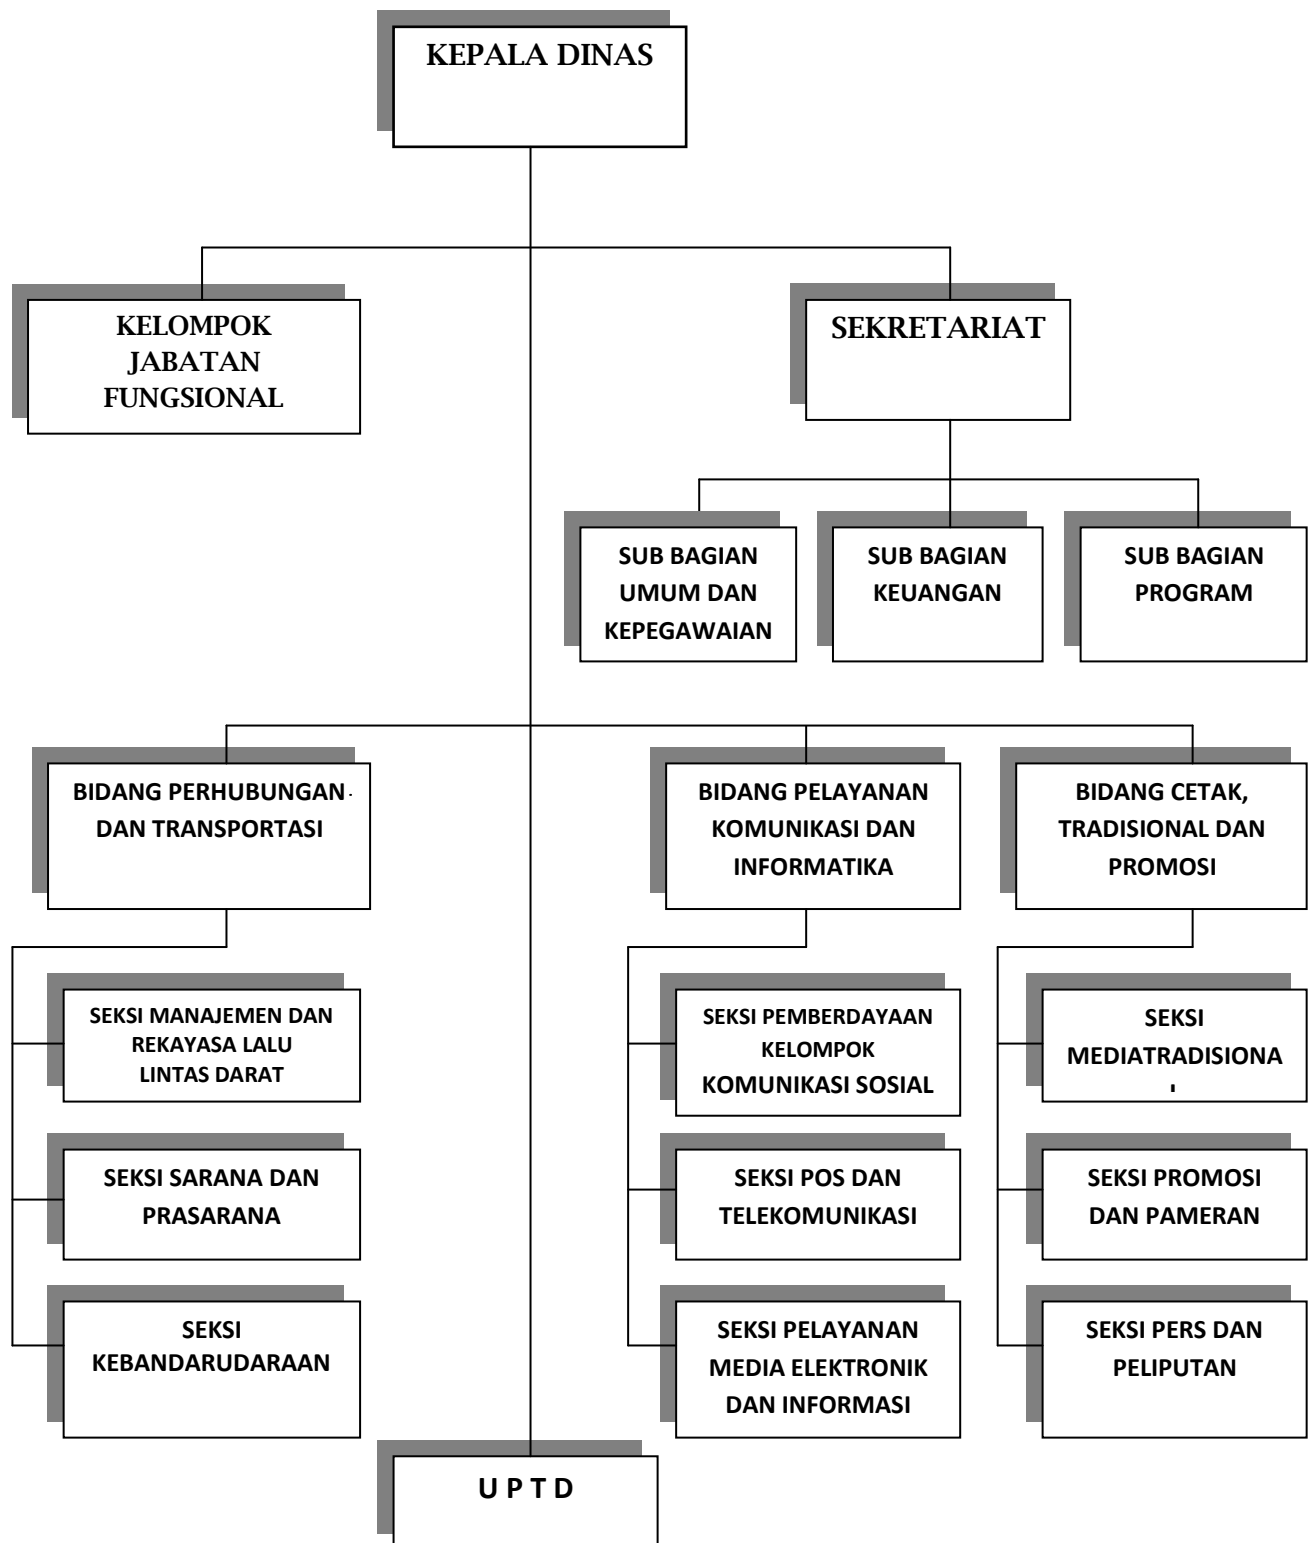 KEPALA DINAS
KELOMPOK
JABATAN
FUNGSIONAL
SEKRETARIAT
SUB BAGIAN
UMUM DAN
KEPEGAWAIAN
SUB BAGIAN
KEUANGAN
SUB BAGIAN
PROGRAM
BIDANG PERHUBUNGAN
DAN TRANSPORTASI
BIDANG PELAYANAN
KOMUNIKASI DAN
INFORMATIKA
BIDANG CETAK,
TRADISIONAL DAN
PROMOSI
SEKSI MANAJEMEN DAN
REKAYASA LALU
LINTAS DARAT
SEKSI SARANA DAN
PRASARANA
SEKSI
KEBANDARUDARAAN
SEKSI PEMBERDAYAAN
KELOMPOK
KOMUNIKASI SOSIAL
SEKSI POS DAN
TELEKOMUNIKASI
SEKSI PELAYANAN
MEDIA ELEKTRONIK
DAN INFORMASI
SEKSI
MEDIATRADISIONA
SEKSI PROMOSI
DAN PAMERAN
SEKSI PERS DAN
PELIPUTAN
U P T D